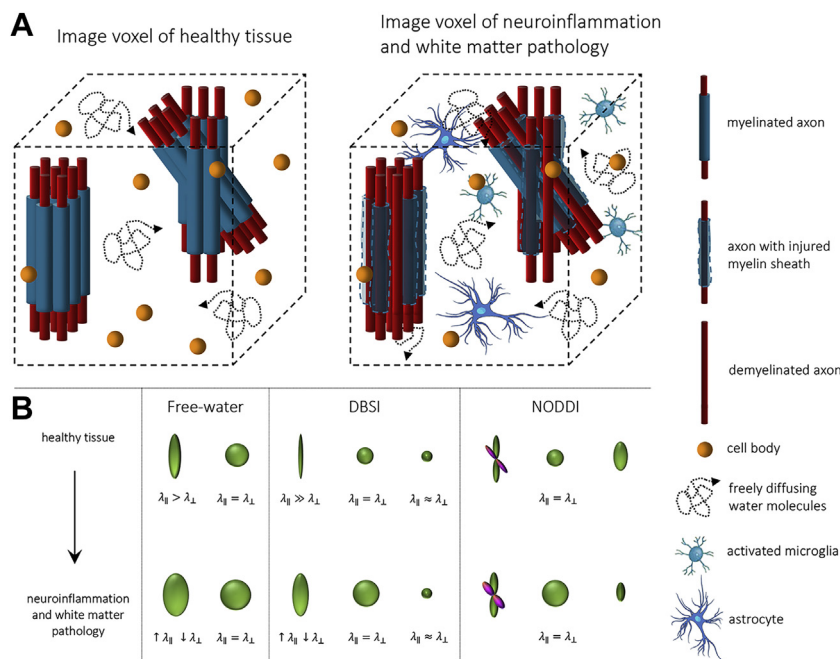 A
Image voxel of healthy tissue
Image voxel of neuroinflammation
and white matter pathology
myelinated axon
axon with injured
myelin sheath
demyelinated axon
cell body
freely diffusing
water molecules
activated microglia
astrocyte
B
Free-water
DBSI
NODDI
healthy tissue
λ∥ > λ⊥
λ∥ = λ⊥
λ∥ ≫ λ⊥
λ∥ = λ⊥
λ∥ ≈ λ⊥
λ∥ = λ⊥
neuroinflammation
and white matter
pathology
↑ λ∥ ↓ λ⊥
λ∥ = λ⊥
↑ λ∥ ↓ λ⊥
λ∥ = λ⊥
λ∥ ≈ λ⊥
λ∥ = λ⊥